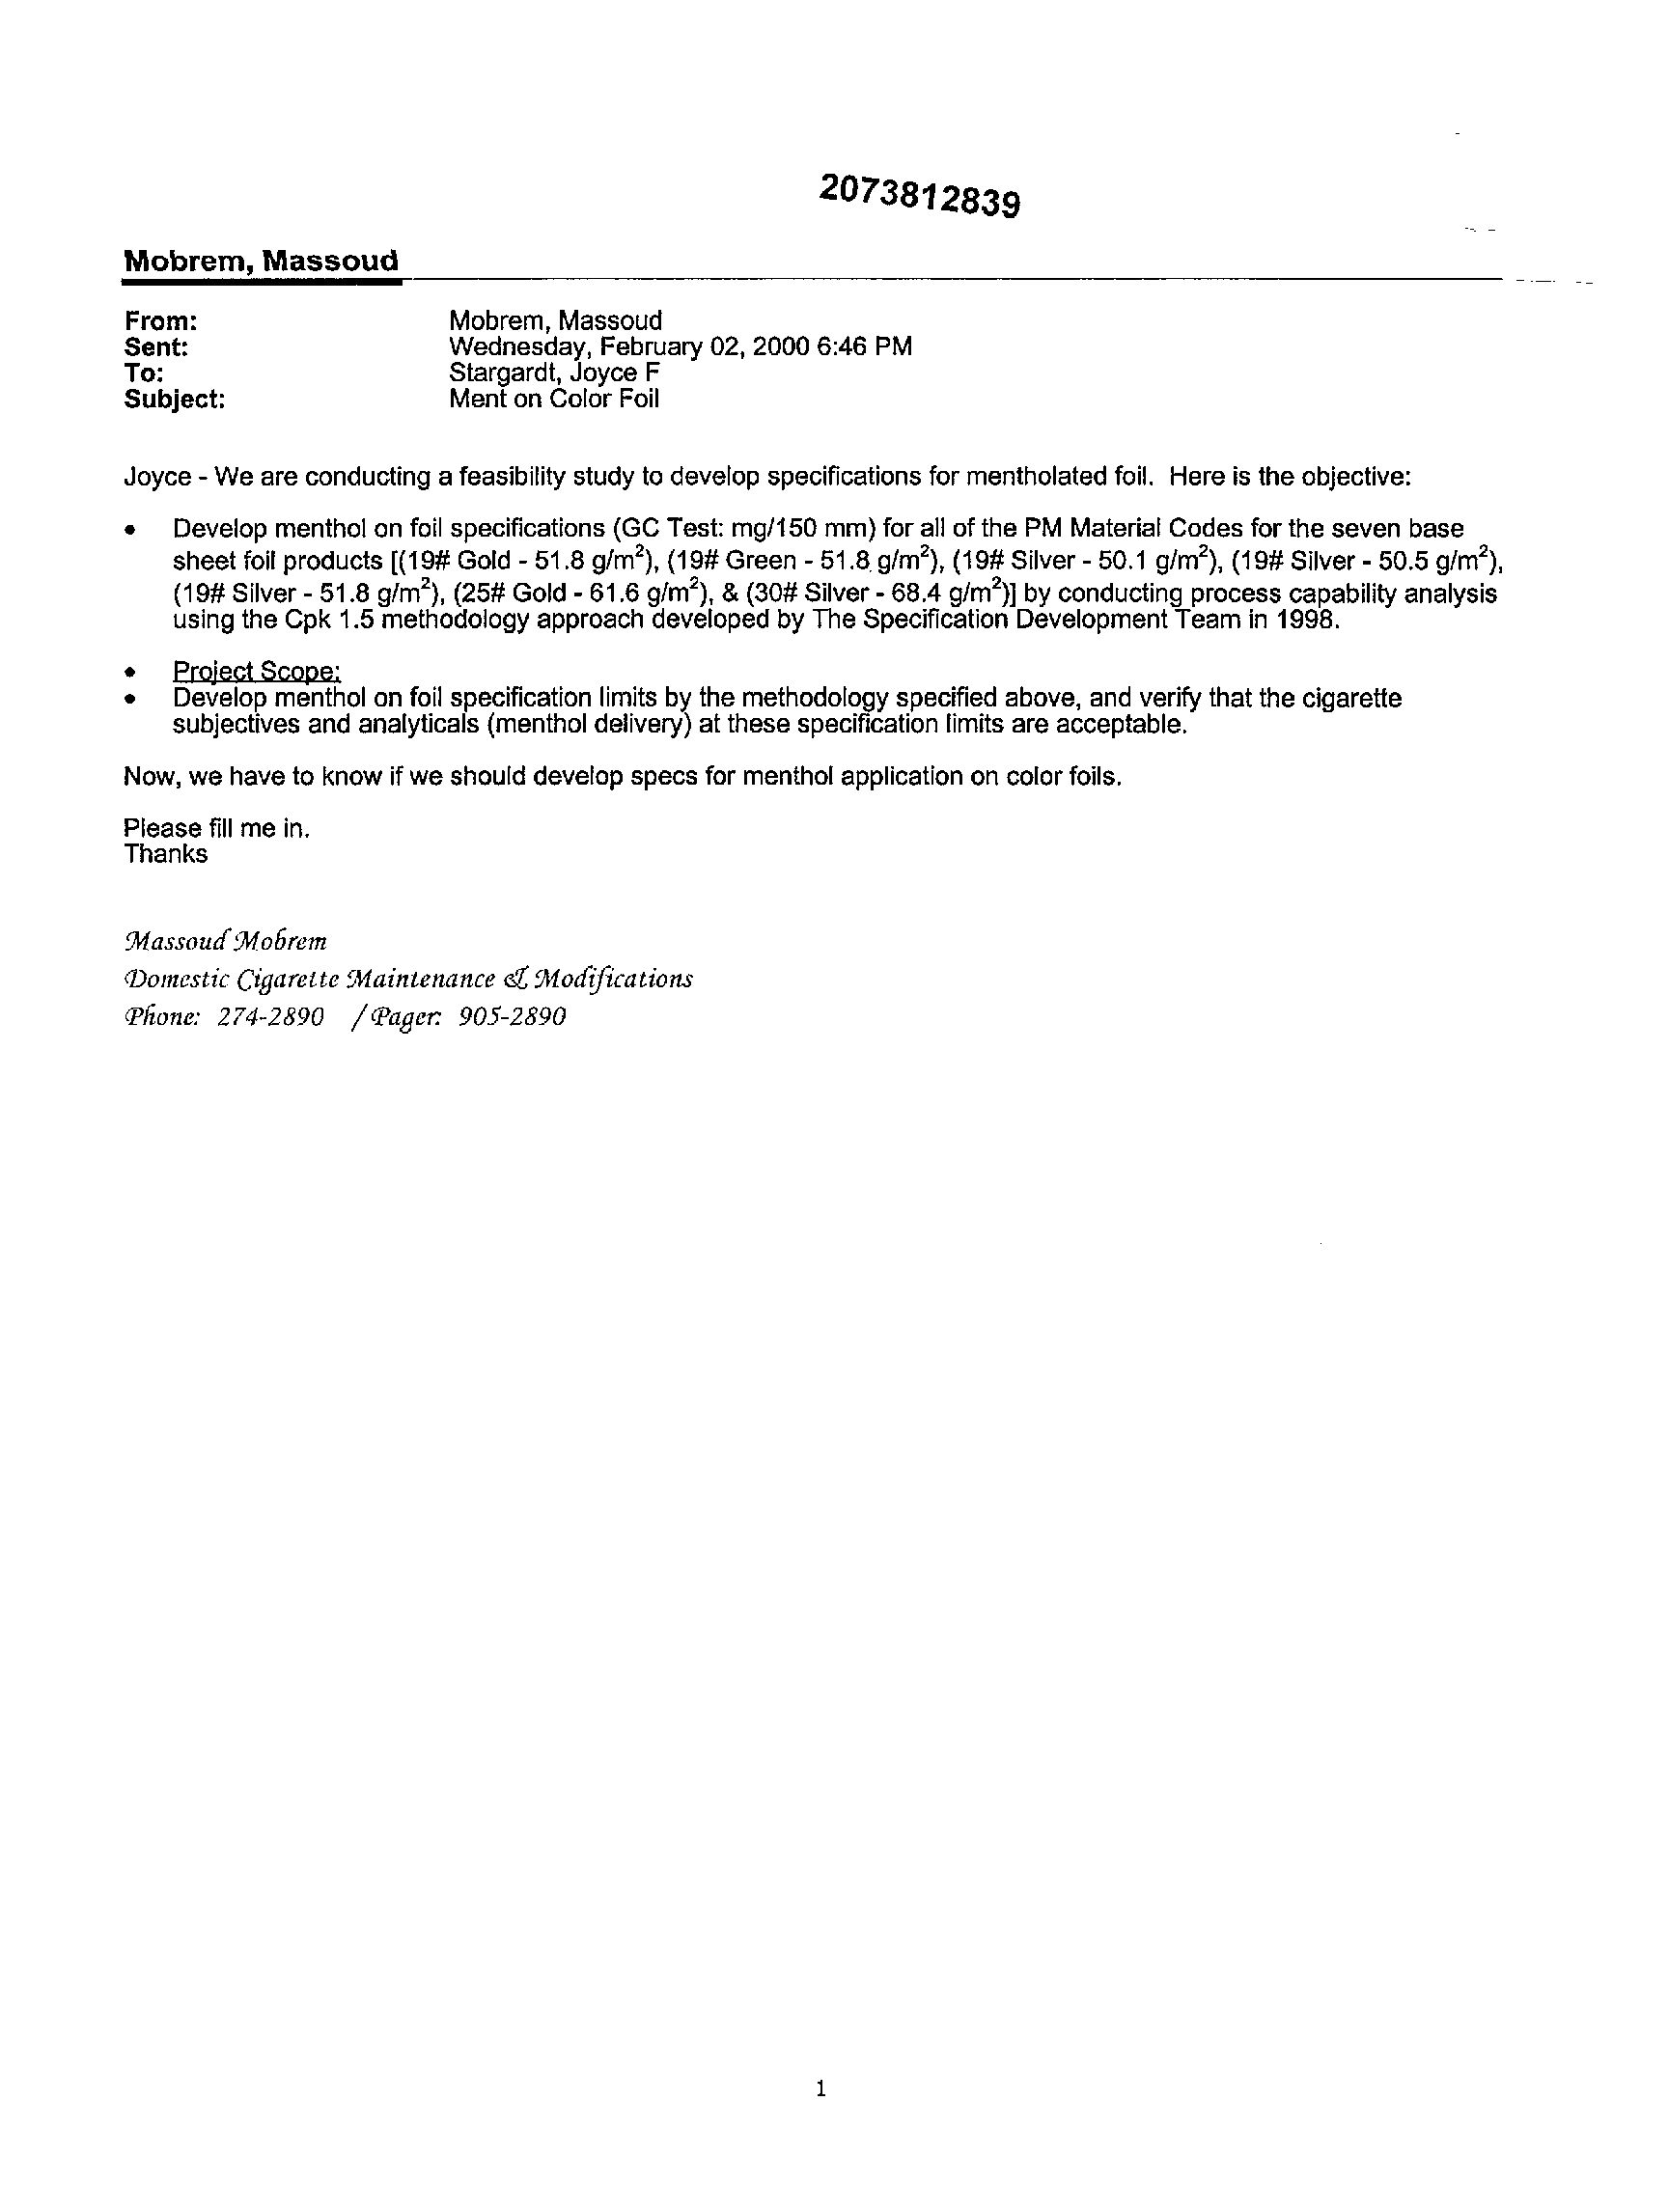 2073812839
Mobrem, Massoud
From: Mobrem, Massoud
Sent: Wednesday, February 02, 2000 6:46 PM
To: Stargardt, Joyce F
Subject: Ment on Color Foil
Joyce - We are conducting a feasibility study to develop specifications for mentholated foil. Here is the objective:
• Develop menthol on foil specifications (GC Test: mg/150 mm) for all of the PM Material Codes for the seven base
sheet foil products [(19# Gold - 51.8 g/m²), (19# Green - 51.8 g/m²), (19# Silver - 50.1 g/m²), (19# Silver - 50.5 g/m²),
(19# Silver - 51.8 g/m²), (25# Gold - 61.6 g/m²), & (30# Silver - 68.4 g/m²)] by conducting process capability analysis
using the Cpk 1.5 methodology approach developed by The Specification Development Team in 1998.
• Project Scope:
• Develop menthol on foil specification limits by the methodology specified above, and verify that the cigarette
subjectives and analyticals (menthol delivery) at these specification limits are acceptable.
Now, we have to know if we should develop specs for menthol application on color foils.
Please fill me in.
Thanks
Massoud Mobrem
Domestic Cigarette Maintenance & Modifications
Phone: 274-2890 / Pager: 905-2890
1